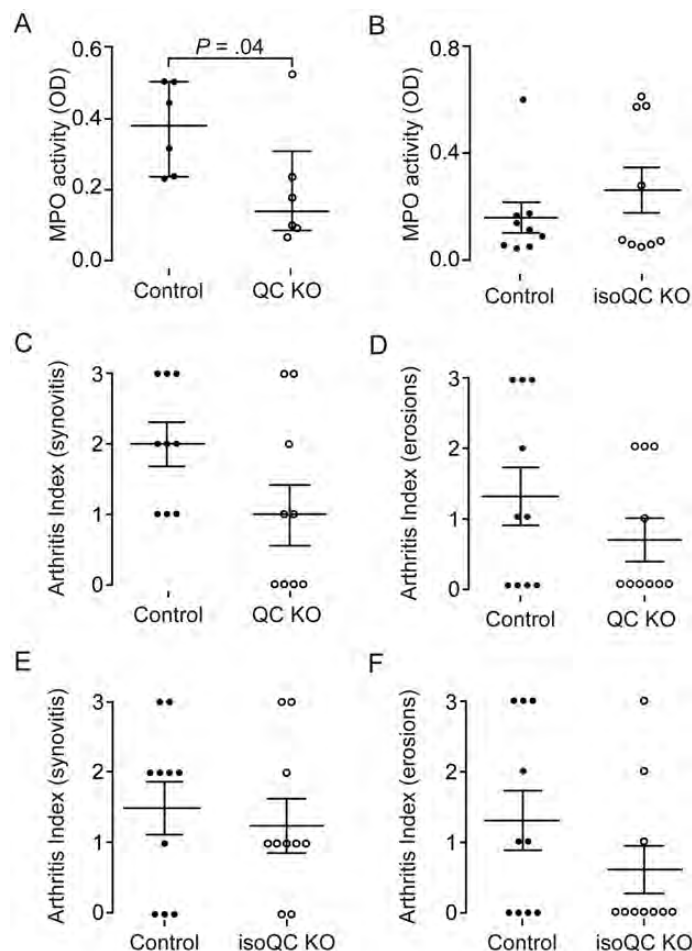 A
MPO activity (OD)
0.6
0.4
0.2
0.0
P = .04
Control
QC KO
B
MPO activity (OD)
0.8
0.4
0.0
Control
isoQC KO
C
Arthritis Index (synovitis)
3
2
1
0
Control
QC KO
D
Arthritis Index (erosions)
3
2
1
0
Control
QC KO
E
Arthritis Index (synovitis)
3
2
1
0
Control
isoQC KO
F
Arthritis Index (erosions)
3
2
1
0
Control
isoQC KO